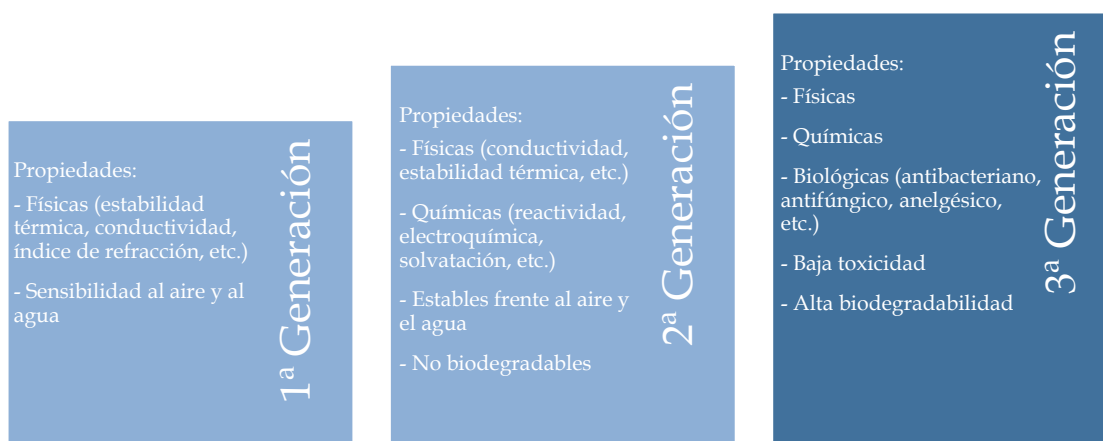 Propiedades:
- Físicas (estabilidad
térmica, conductividad,
índice de refracción, etc.)
- Sensibilidad al aire y al
agua
1ª Generación
Propiedades:
- Físicas (conductividad,
estabilidad térmica, etc.)
- Químicas (reactividad,
electroquímica,
solvatación, etc.)
- Estables frente al aire y
el agua
- No biodegradables
2ª Generación
Propiedades:
- Físicas
- Químicas
- Biológicas (antibacteriano,
antifúngico, anelgésico,
etc.)
- Baja toxicidad
- Alta biodegradabilidad
3ª Generación